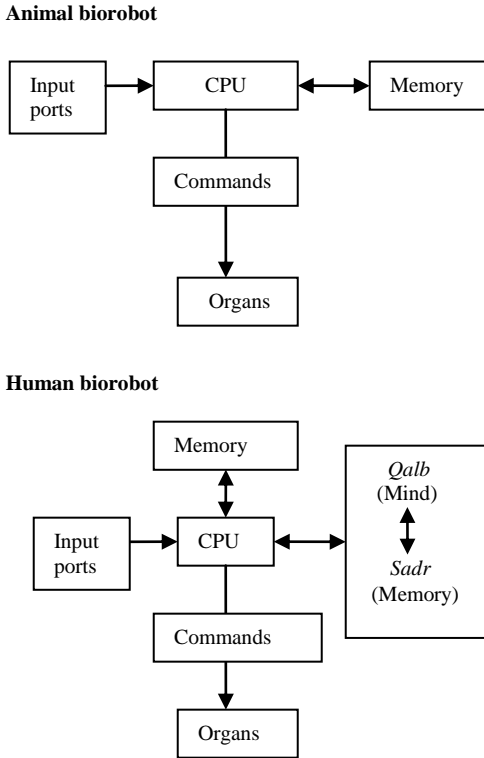 Animal biorobot
Input
ports
CPU
Memory
Commands
Organs
Human biorobot
Memory
Input
ports
CPU
Qalb
(Mind)
Sadr
(Memory)
Commands
Organs